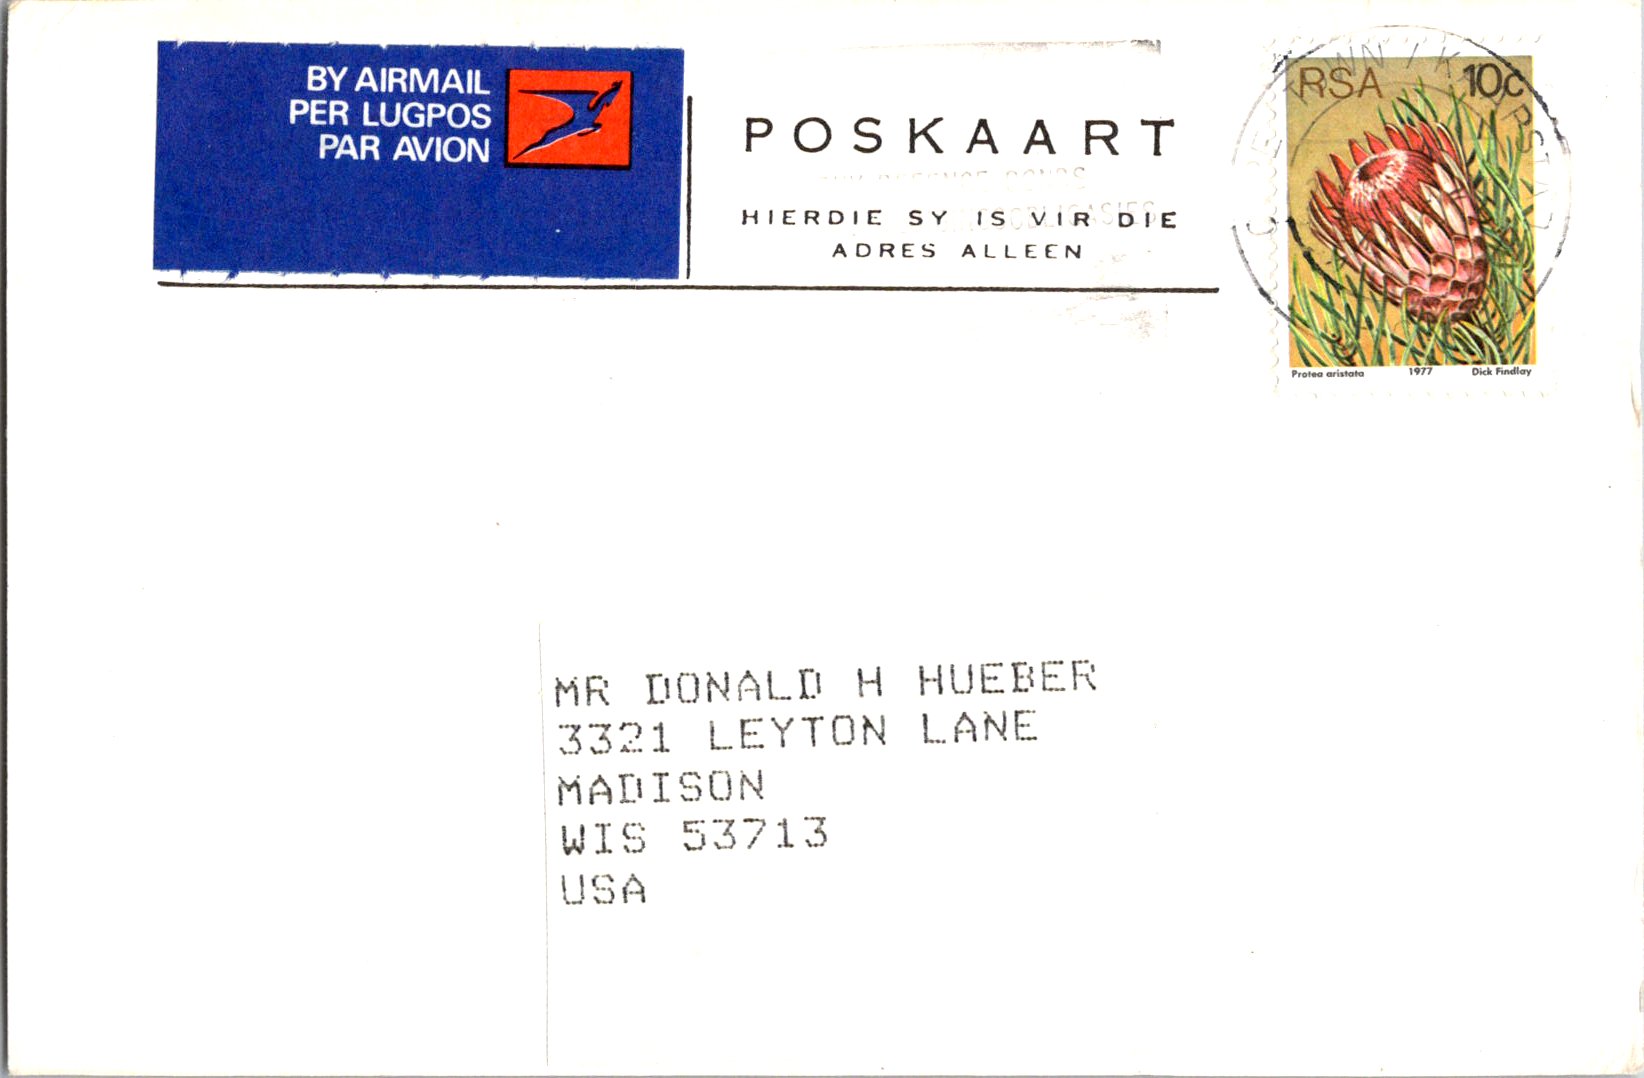 BY AIRMAIL
PER LUGPOS
PAR AVION
POSKAART
HIERDIE SY IS VIR DIE
ADRES ALLEEN
RSA 10c
Protea aristata 1977 Dick Findlay
MR DONALD H HUEBER
3321 LEYTON LANE
MADISON
WIS 53713
USA